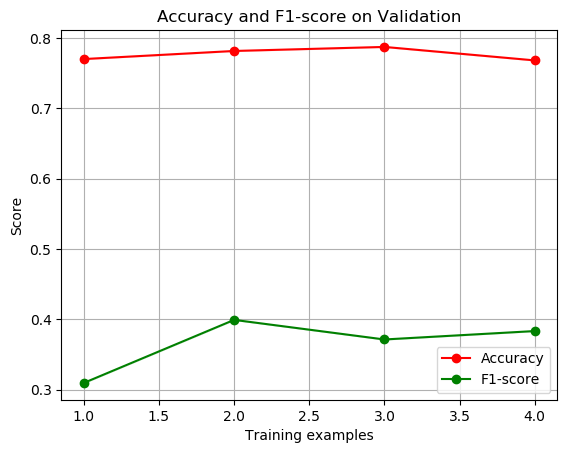 Accuracy and F1-score on Validation
0.8
0.7
0.6
0.5
0.4
0.3
Score
1.0 1.5 2.0 2.5 3.0 3.5 4.0
Training examples
Accuracy
F1-score